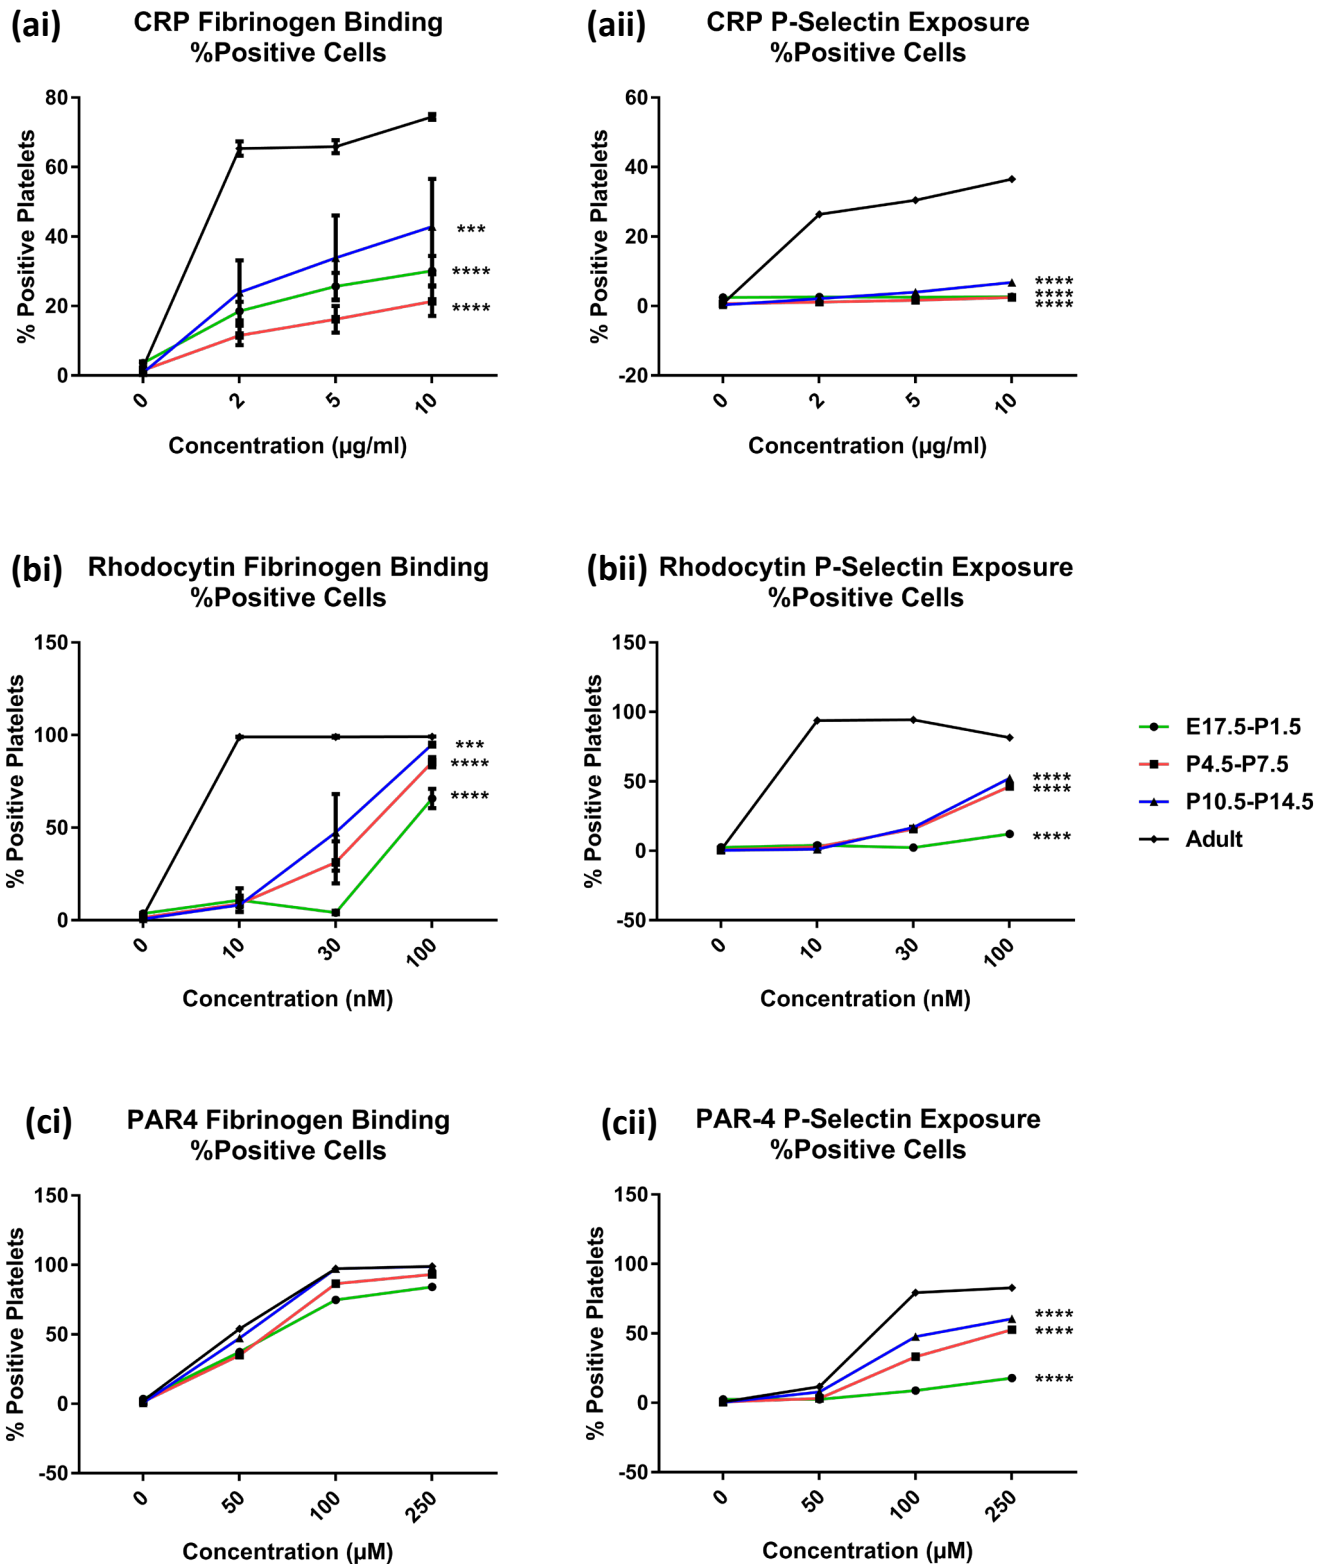 (ai)
CRP Fibrinogen Binding
%Positive Cells
80
60
40
20
0
% Positive Platelets
***
****
****
0
2
5
10
Concentration (µg/ml)
(aii)
CRP P-Selectin Exposure
%Positive Cells
60
40
20
0
-20
% Positive Platelets
****
****
****
0
2
5
10
Concentration (µg/ml)
(bi)
Rhodocytin Fibrinogen Binding
%Positive Cells
150
100
50
0
% Positive Platelets
***
****
****
0
10
30
100
Concentration (nM)
(bii)
Rhodocytin P-Selectin Exposure
%Positive Cells
150
100
50
0
-50
% Positive Platelets
****
****
****
0
10
30
100
Concentration (nM)
E17.5-P1.5
P4.5-P7.5
P10.5-P14.5
Adult
(ci)
PAR4 Fibrinogen Binding
%Positive Cells
150
100
50
0
-50
% Positive Platelets
0
50
100
250
Concentration (µM)
(cii)
PAR-4 P-Selectin Exposure
%Positive Cells
150
100
50
0
-50
% Positive Platelets
****
****
****
0
50
100
250
Concentration (µM)